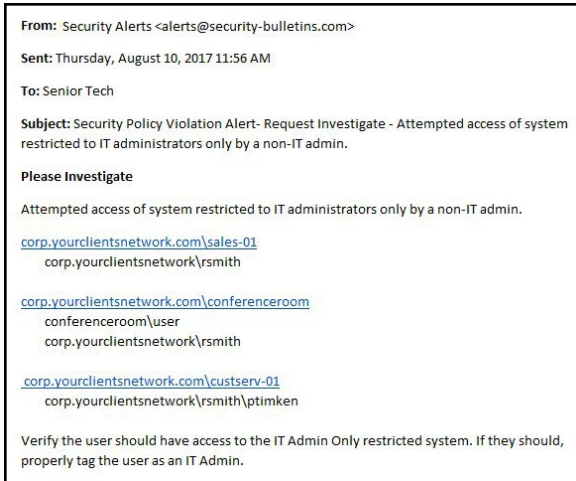 From: Security Alerts <alerts@security-bulletins.com>
Sent: Thursday, August 10, 2017 11:56 AM
To: Senior Tech
Subject: Security Policy Violation Alert- Request Investigate - Attempted access of system
restricted to IT administrators only by a non-IT admin.
Please Investigate
Attempted access of system restricted to IT administrators only by a non-IT admin.
corp.yourclientsnetwork.com\sales-01
corp.yourclientsnetwork\rsmith
corp.yourclientsnetwork.com\conferenceroom
conferenceroom\user
corp.yourclientsnetwork\rsmith
corp.yourclientsnetwork.com\custserv-01
corp.yourclientsnetwork\rsmith\ptimken
Verify the user should have access to the IT Admin Only restricted system. If they should,
properly tag the user as an IT Admin.